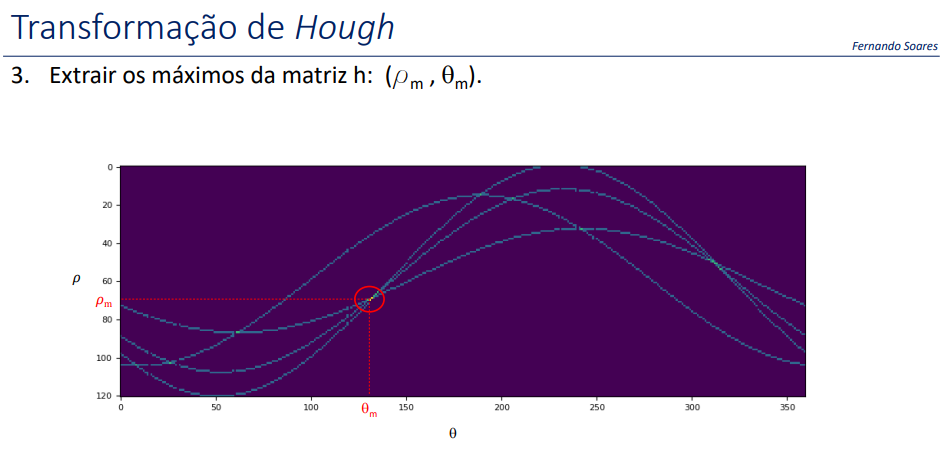 Transformação de Hough
Fernando Soares
3. Extrair os máximos da matriz h: (ρm , θm).
0
20
40
60
80
100
120
ρ
ρm
0
50
100
150
200
250
300
350
θm
θ